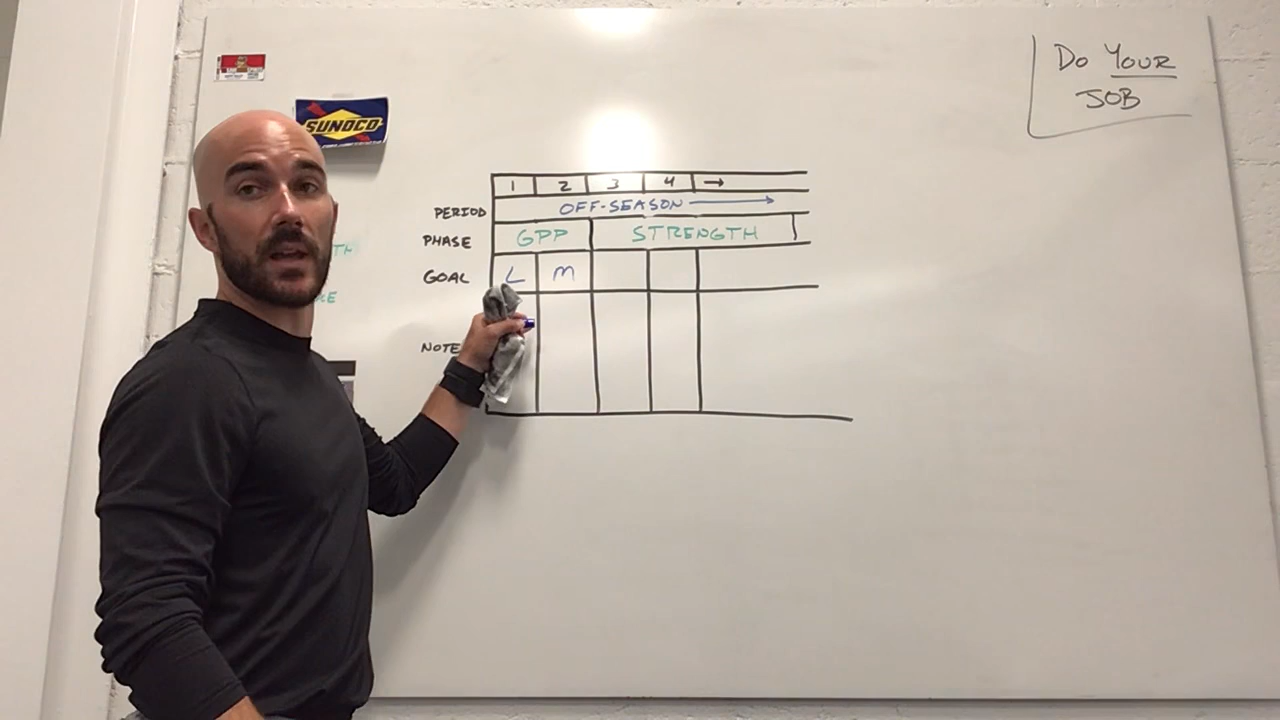 Do YOUR
JOB
SUNOCO
1 2 3 4 →
PERIOD OFF-SEASON
PHASE GPP STRENGTH
GOAL L M
NOTE